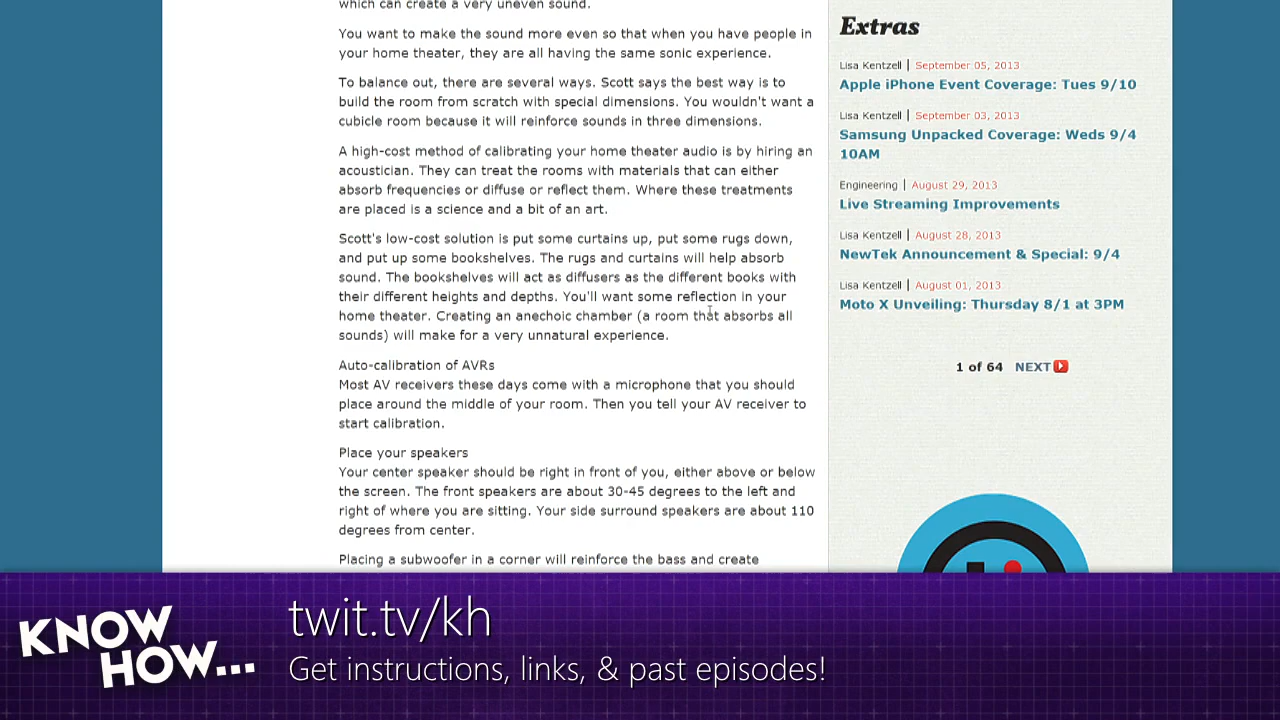 which can create a very uneven sound.
You want to make the sound more even so that when you have people in
your home theater, they are all having the same sonic experience.
To balance out, there are several ways. Scott says the best way is to
build the room from scratch with special dimensions. You wouldn't want a
cubicle room because it will reinforce sounds in three dimensions.
A high-cost method of calibrating your home theater audio is by hiring an
acoustician. They can treat the rooms with materials that can either
absorb frequencies or diffuse or reflect them. Where these treatments
are placed is a science and a bit of an art.
Scott's low-cost solution is put some curtains up, put some rugs down,
and put up some bookshelves. The rugs and curtains will help absorb
sound. The bookshelves will act as diffusers as the different books with
their different heights and depths. You'll want some reflection in your
home theater. Creating an anechoic chamber (a room that absorbs all
sounds) will make for a very unnatural experience.
Auto-calibration of AVRs
Most AV receivers these days come with a microphone that you should
place around the middle of your room. Then you tell your AV receiver to
start calibration.
Place your speakers
Your center speaker should be right in front of you, either above or below
the screen. The front speakers are about 30-45 degrees to the left and
right of where you are sitting. Your side surround speakers are about 110
degrees from center.
Placing a subwoofer in a corner will reinforce the bass and create
Extras
Lisa Kentzell | September 05, 2013
Apple iPhone Event Coverage: Tues 9/10
Lisa Kentzell | September 03, 2013
Samsung Unpacked Coverage: Weds 9/4
10AM
Engineering | August 29, 2013
Live Streaming Improvements
Lisa Kentzell | August 28, 2013
NewTek Announcement & Special: 9/4
Lisa Kentzell | August 01, 2013
Moto X Unveiling: Thursday 8/1 at 3PM
1 of 64 NEXT
KNOW
HOW...
twit.tv/kh
Get instructions, links, & past episodes!